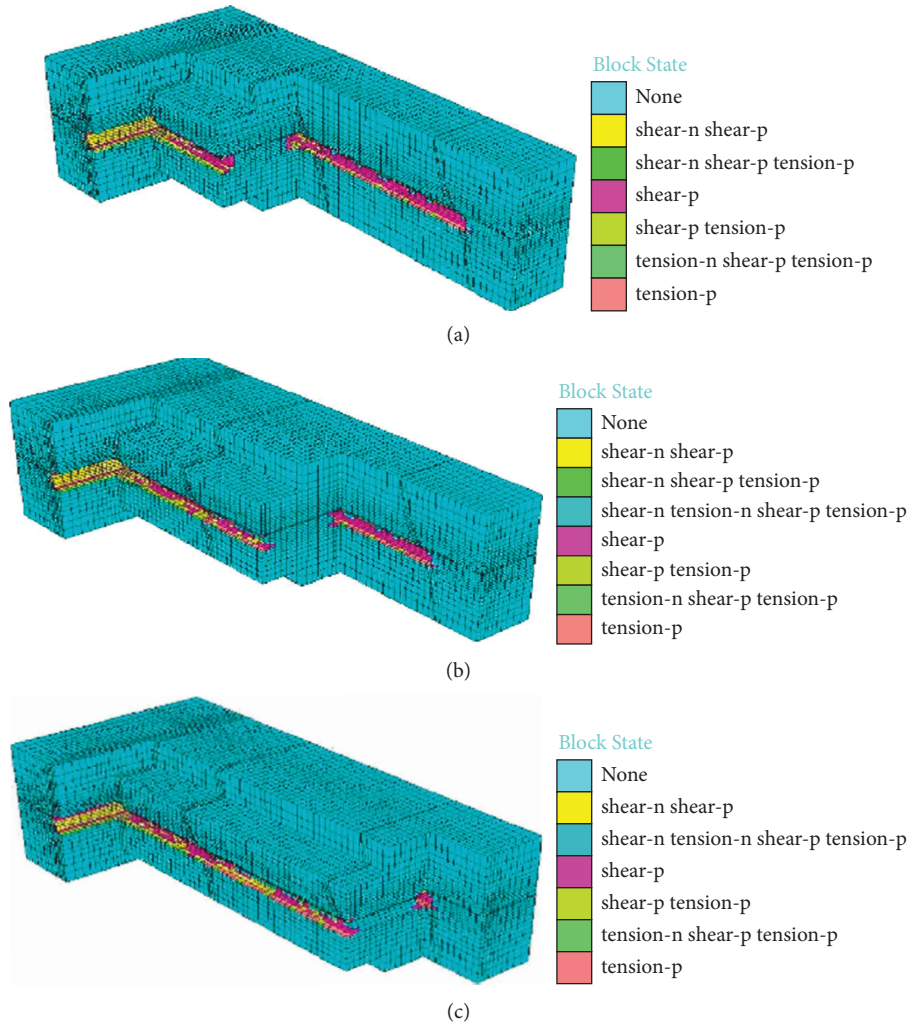 Block State
None
shear-n shear-p
shear-n shear-p tension-p
shear-p
shear-p tension-p
tension-n shear-p tension-p
tension-p
(a)
Block State
None
shear-n shear-p
shear-n shear-p tension-p
shear-n tension-n shear-p tension-p
shear-p
shear-p tension-p
tension-n shear-p tension-p
tension-p
(b)
Block State
None
shear-n shear-p
shear-n tension-n shear-p tension-p
shear-p
shear-p tension-p
tension-n shear-p tension-p
tension-p
(c)